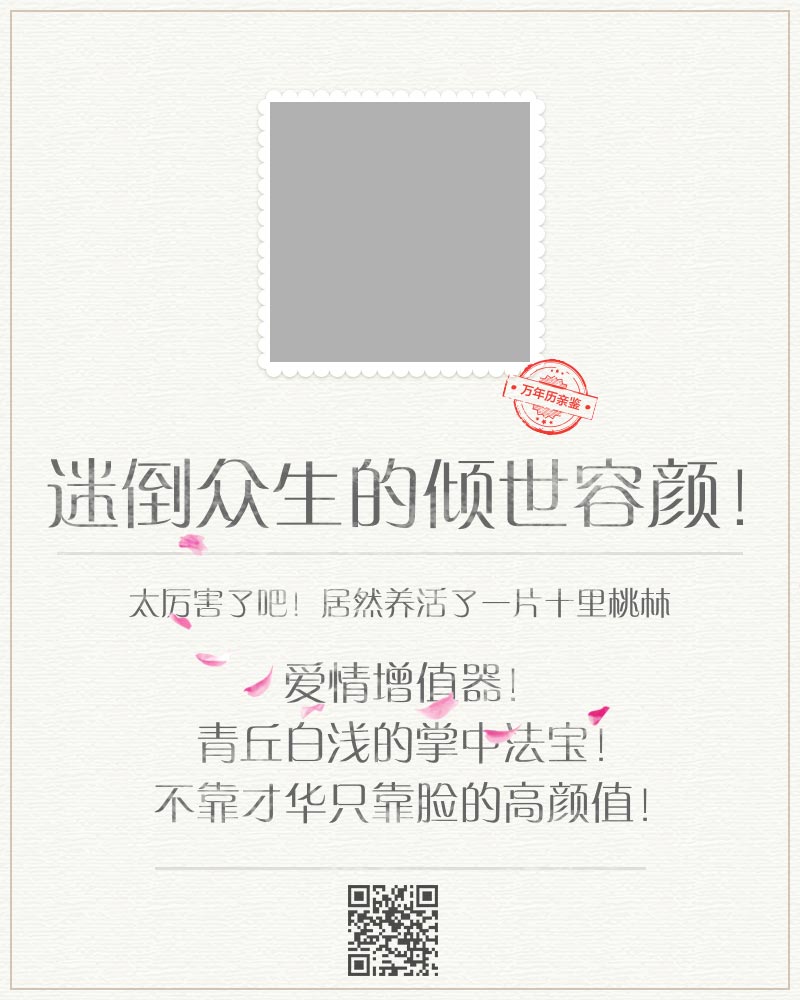 万年历亲鉴
迷倒众生的倾世容颜！
太厉害了吧！居然养活了一片十里桃林
爱情增值器！
青丘白浅的掌中法宝！
不靠才华只靠脸的高颜值！